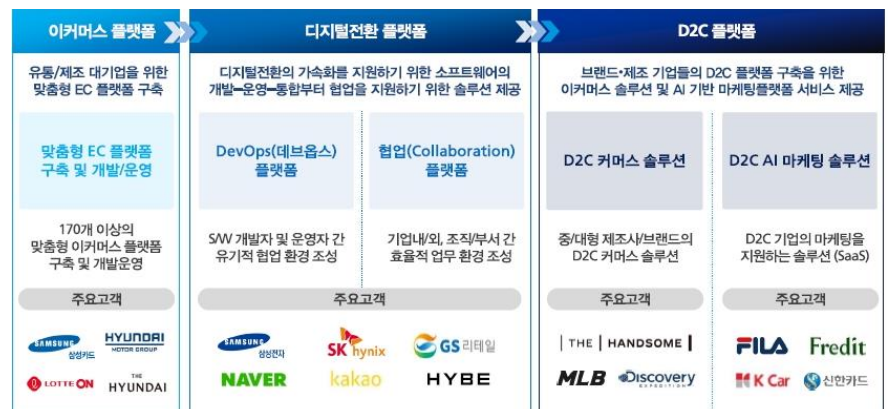 이커머스 플랫폼
유통/제조 대기업을 위한
맞춤형 EC 플랫폼 구축
맞춤형 EC 플랫폼
구축 및 개발/운영
170개 이상의
맞춤형 이커머스 플랫폼
구축 및 개발운영
주요고객
SAMSUNG
삼성카드
HYUNDAI
MOTOR GROUP
LOTTE ON
THE
HYUNDAI
디지털전환 플랫폼
디지털전환의 가속화를 지원하기 위한 소프트웨어의
개발–운영–통합부터 협업을 지원하기 위한 솔루션 제공
DevOps(데브옵스)
플랫폼
S/W 개발자 및 운영자 간
유기적 협업 환경 조성
협업(Collaboration)
플랫폼
기업내/외, 조직/부서 간
효율적 업무 환경 조성
주요고객
SAMSUNG
삼성전자
SK hynix
GS 리테일
NAVER
kakao
HYBE
D2C 플랫폼
브랜드•제조 기업들의 D2C 플랫폼 구축을 위한
이커머스 솔루션 및 AI 기반 마케팅플랫폼 서비스 제공
D2C 커머스 솔루션
중/대형 제조사/브랜드의
D2C 커머스 솔루션
주요고객
THE HANDSOME
MLB
Discovery
EXPEDITION
D2C AI 마케팅 솔루션
D2C 기업의 마케팅을
지원하는 솔루션 (SaaS)
주요고객
FILA
Fredit
K Car
신한카드